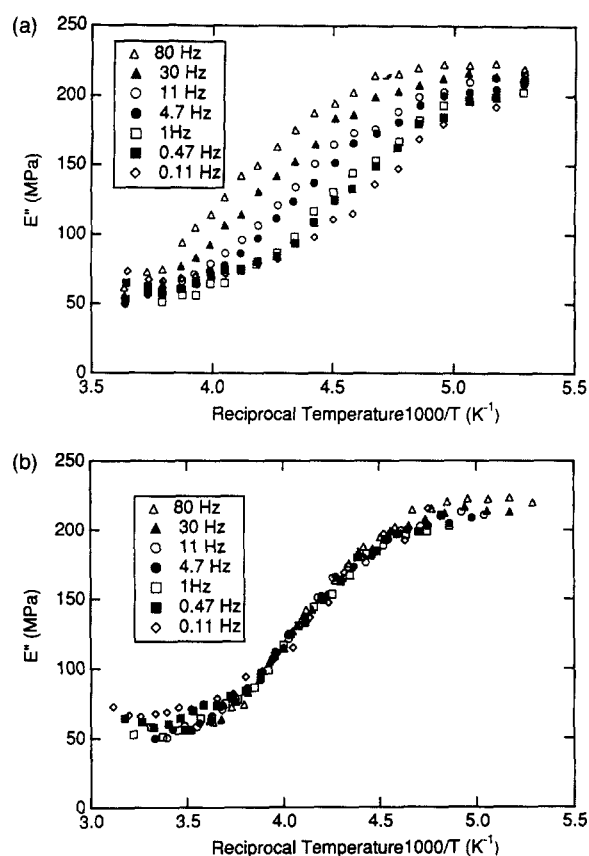 (a)
250
200
150
100
50
0
E" (MPa)
80 Hz
30 Hz
11 Hz
4.7 Hz
1Hz
0.47 Hz
0.11 Hz
3.5 4.0 4.5 5.0 5.5
Reciprocal Temperature1000/T (K-1)
(b)
250
200
150
100
50
0
E" (MPa)
80 Hz
30 Hz
11 Hz
4.7 Hz
1Hz
0.47 Hz
0.11 Hz
3.0 3.5 4.0 4.5 5.0 5.5
Reciprocal Temperature1000/T (K-1)